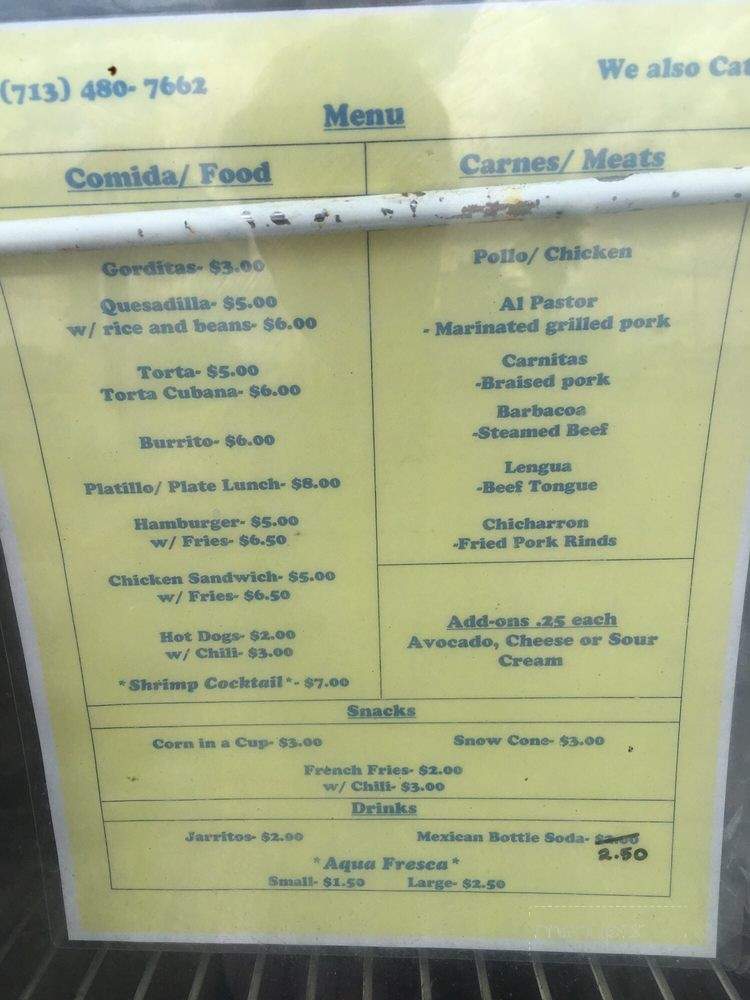 (713) 480-7662
We also Cat
Menu
Comida/ Food
Gorditas- $3.00
Quesadilla- $5.00
w/ rice and beans- $6.00
Torta- $5.00
Torta Cubana- $6.00
Burrito- $6.00
Platillo/ Plate Lunch- $8.00
Hamburger- $5.00
w/ Fries- $6.50
Chicken Sandwich- $5.00
w/ Fries- $6.50
Hot Dogs- $2.00
w/ Chili- $3.00
*Shrimp Cocktail*- $7.00
Carnes/ Meats
Pollo/ Chicken
Al Pastor
- Marinated grilled pork
Carnitas
-Braised pork
Barbacoa
-Steamed Beef
Lengua
-Beef Tongue
Chicharron
-Fried Pork Rinds
Add-ons .25 each
Avocado, Cheese or Sour
Cream
Snacks
Corn in a Cup- $3.00
Snow Cone- $3.00
French Fries- $2.00
w/ Chili- $3.00
Drinks
Jarritos- $2.00
Mexican Bottle Soda- $2.00
2.50
*Aqua Fresca*
Small- $1.50 Large- $2.50